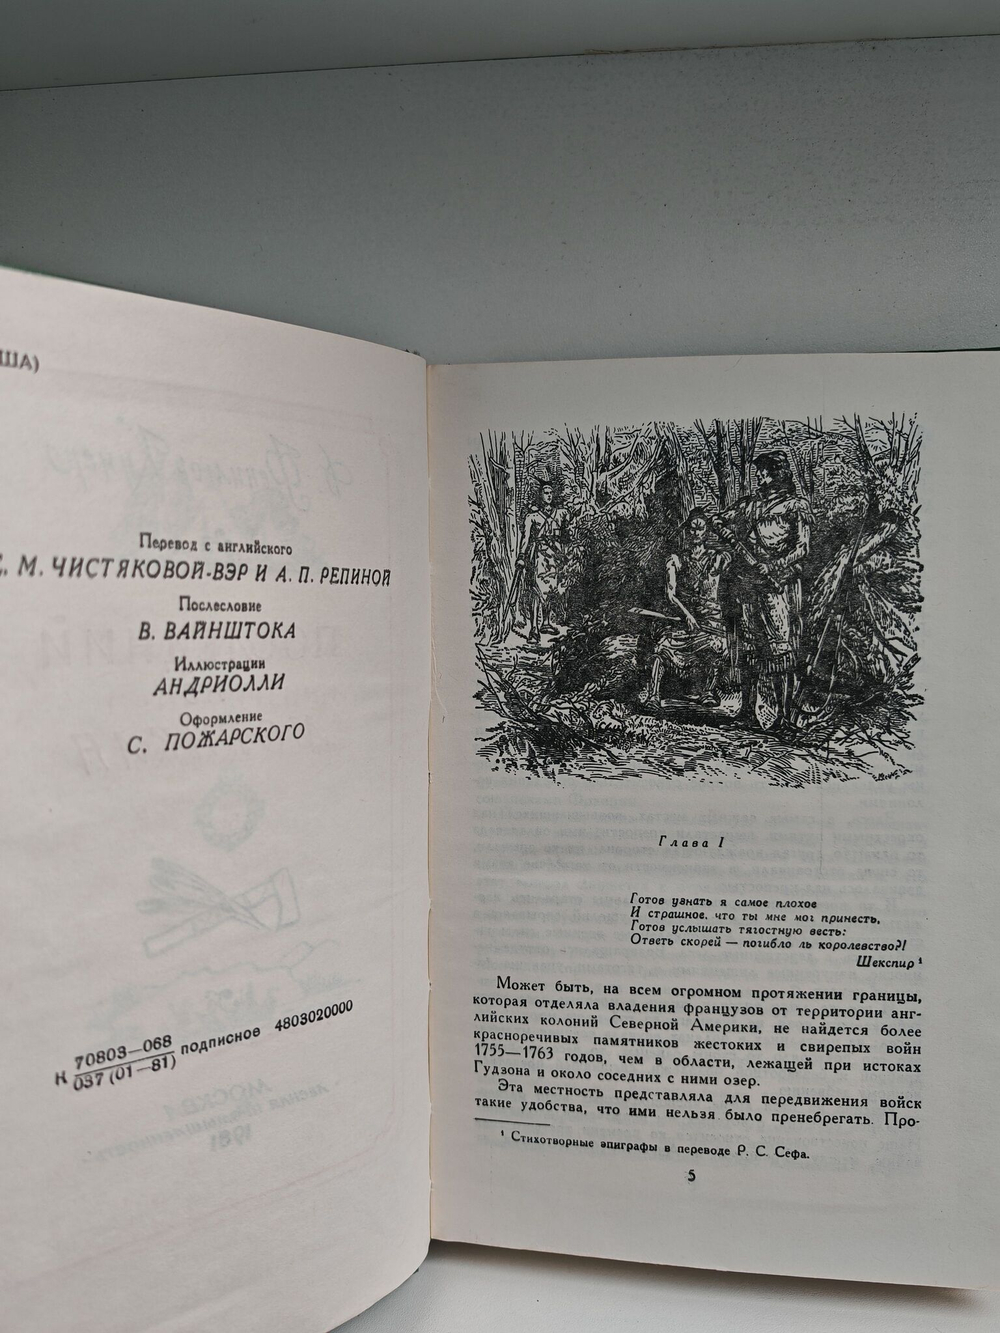 ША)
Перевод с английского
Е. М. ЧИСТЯКОВОЙ-ВЭР И А. П. РЕПИНОЙ
Послесловие
В. ВАЙНШТОКА
Иллюстрации
АНДРИОЛЛИ
Оформление
С. ПОЖАРСКОГО
К 70803—068
037 (01—81) подписное 4803020000
Глава I
Готов узнать я самое плохое
И страшное, что ты мне мог принесть,
Готов услышать тягостную весть:
Ответь скорей — погибло ль королевство?!
Шекспир ¹
Может быть, на всем огромном протяжении границы,
которая отделяла владения французов от территории анг-
лийских колоний Северной Америки, не найдется более
красноречивых памятников жестоких и свирепых войн
1755—1763 годов, чем в области, лежащей при истоках
Гудзона и около соседних с ними озер.
Эта местность представляла для передвижения войск
такие удобства, что ими нельзя было пренебрегать. Про-
¹ Стихотворные эпиграфы в переводе Р. С. Сефа.
5